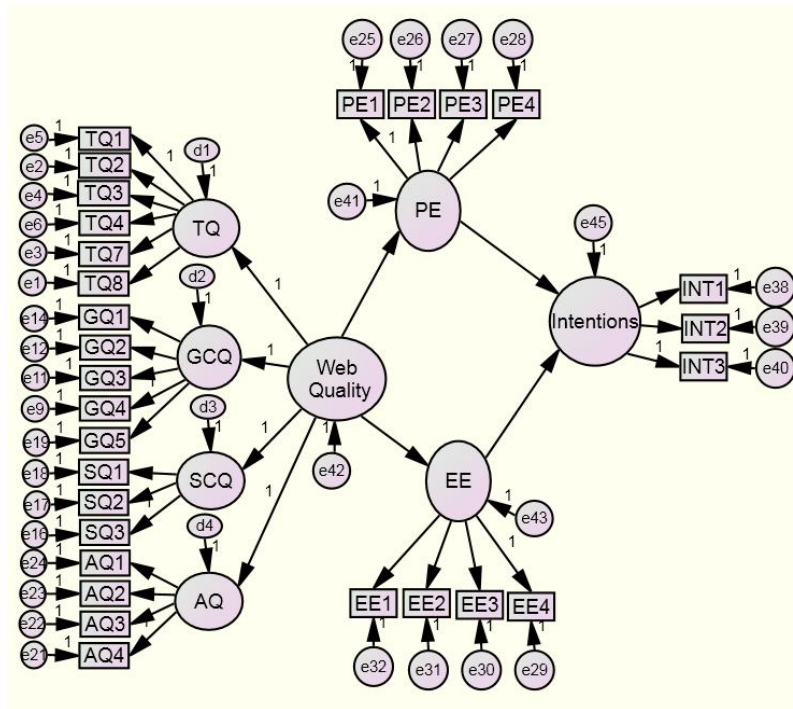 e25
e26
e27
e28
1
1
1
1
PE1
PE2
PE3
PE4
1
e41
1
PE
e5
1
TQ1
e2
1
TQ2
e4
1
TQ3
e6
1
TQ4
e3
1
TQ7
e1
1
TQ8
1
d1
1
TQ
1
e45
1
Intentions
INT1
1
e38
INT2
1
e39
1
INT3
1
e40
d2
1
e14
1
GQ1
e12
1
GQ2
e11
1
GQ3
e9
1
GQ4
e19
1
GQ5
1
GCQ
1
Web
Quality
1
e42
d3
1
e18
1
SQ1
e17
1
SQ2
e16
1
SQ3
1
SCQ
1
d4
1
e24
1
AQ1
e23
1
AQ2
e22
1
AQ3
e21
1
AQ4
1
AQ
1
EE
1
e43
1
EE1
EE2
EE3
EE4
1
1
1
1
e32
e31
e30
e29